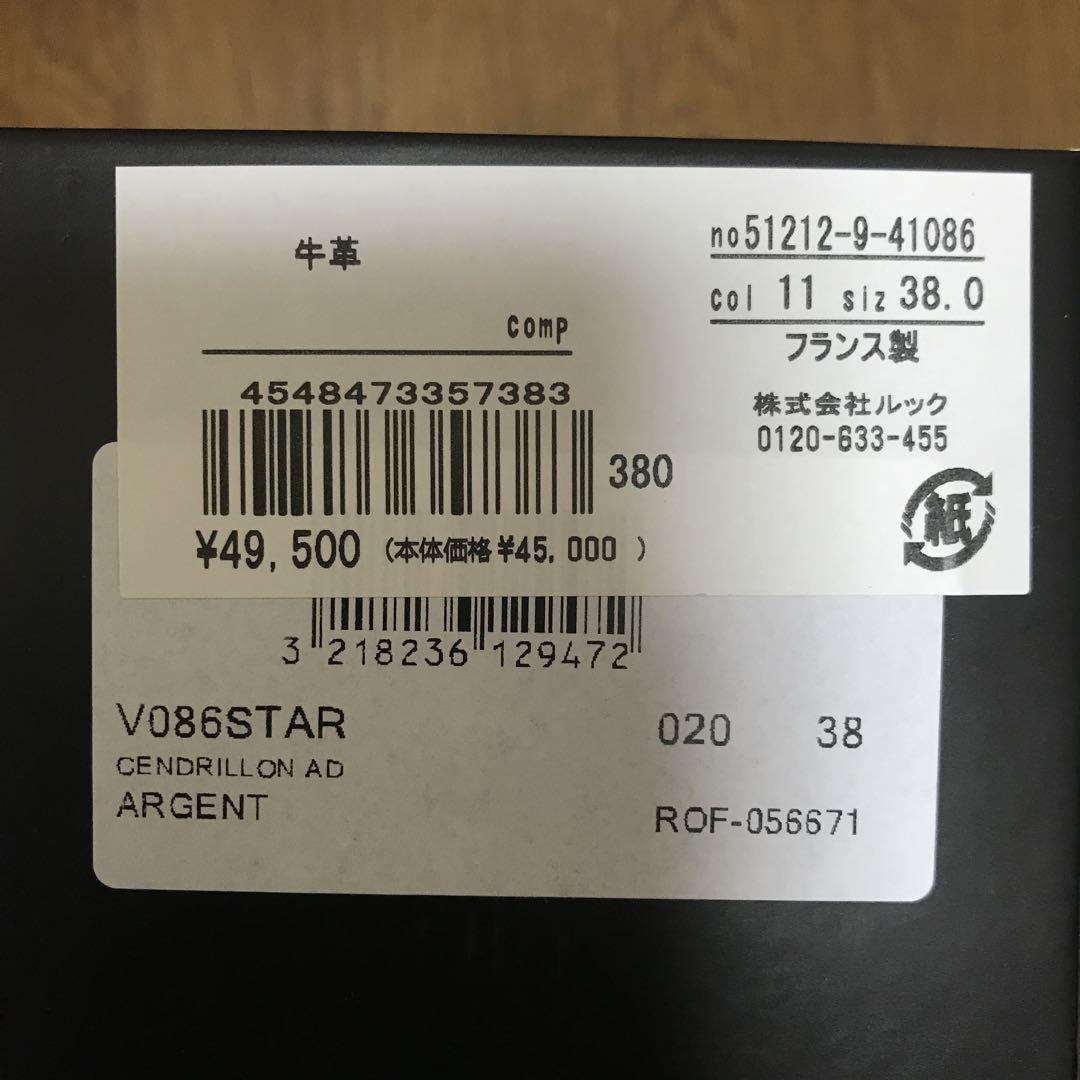 牛革
comp
4548473357383
380
¥49,500 (本体価格¥45,000 )
no51212-9-41086
col 11 siz 38.0
フランス製
株式会社ルック
0120-633-455
紙
3 218236 129472
V086STAR 020 38
CENDRILLON AD
ARGENT ROF-056671